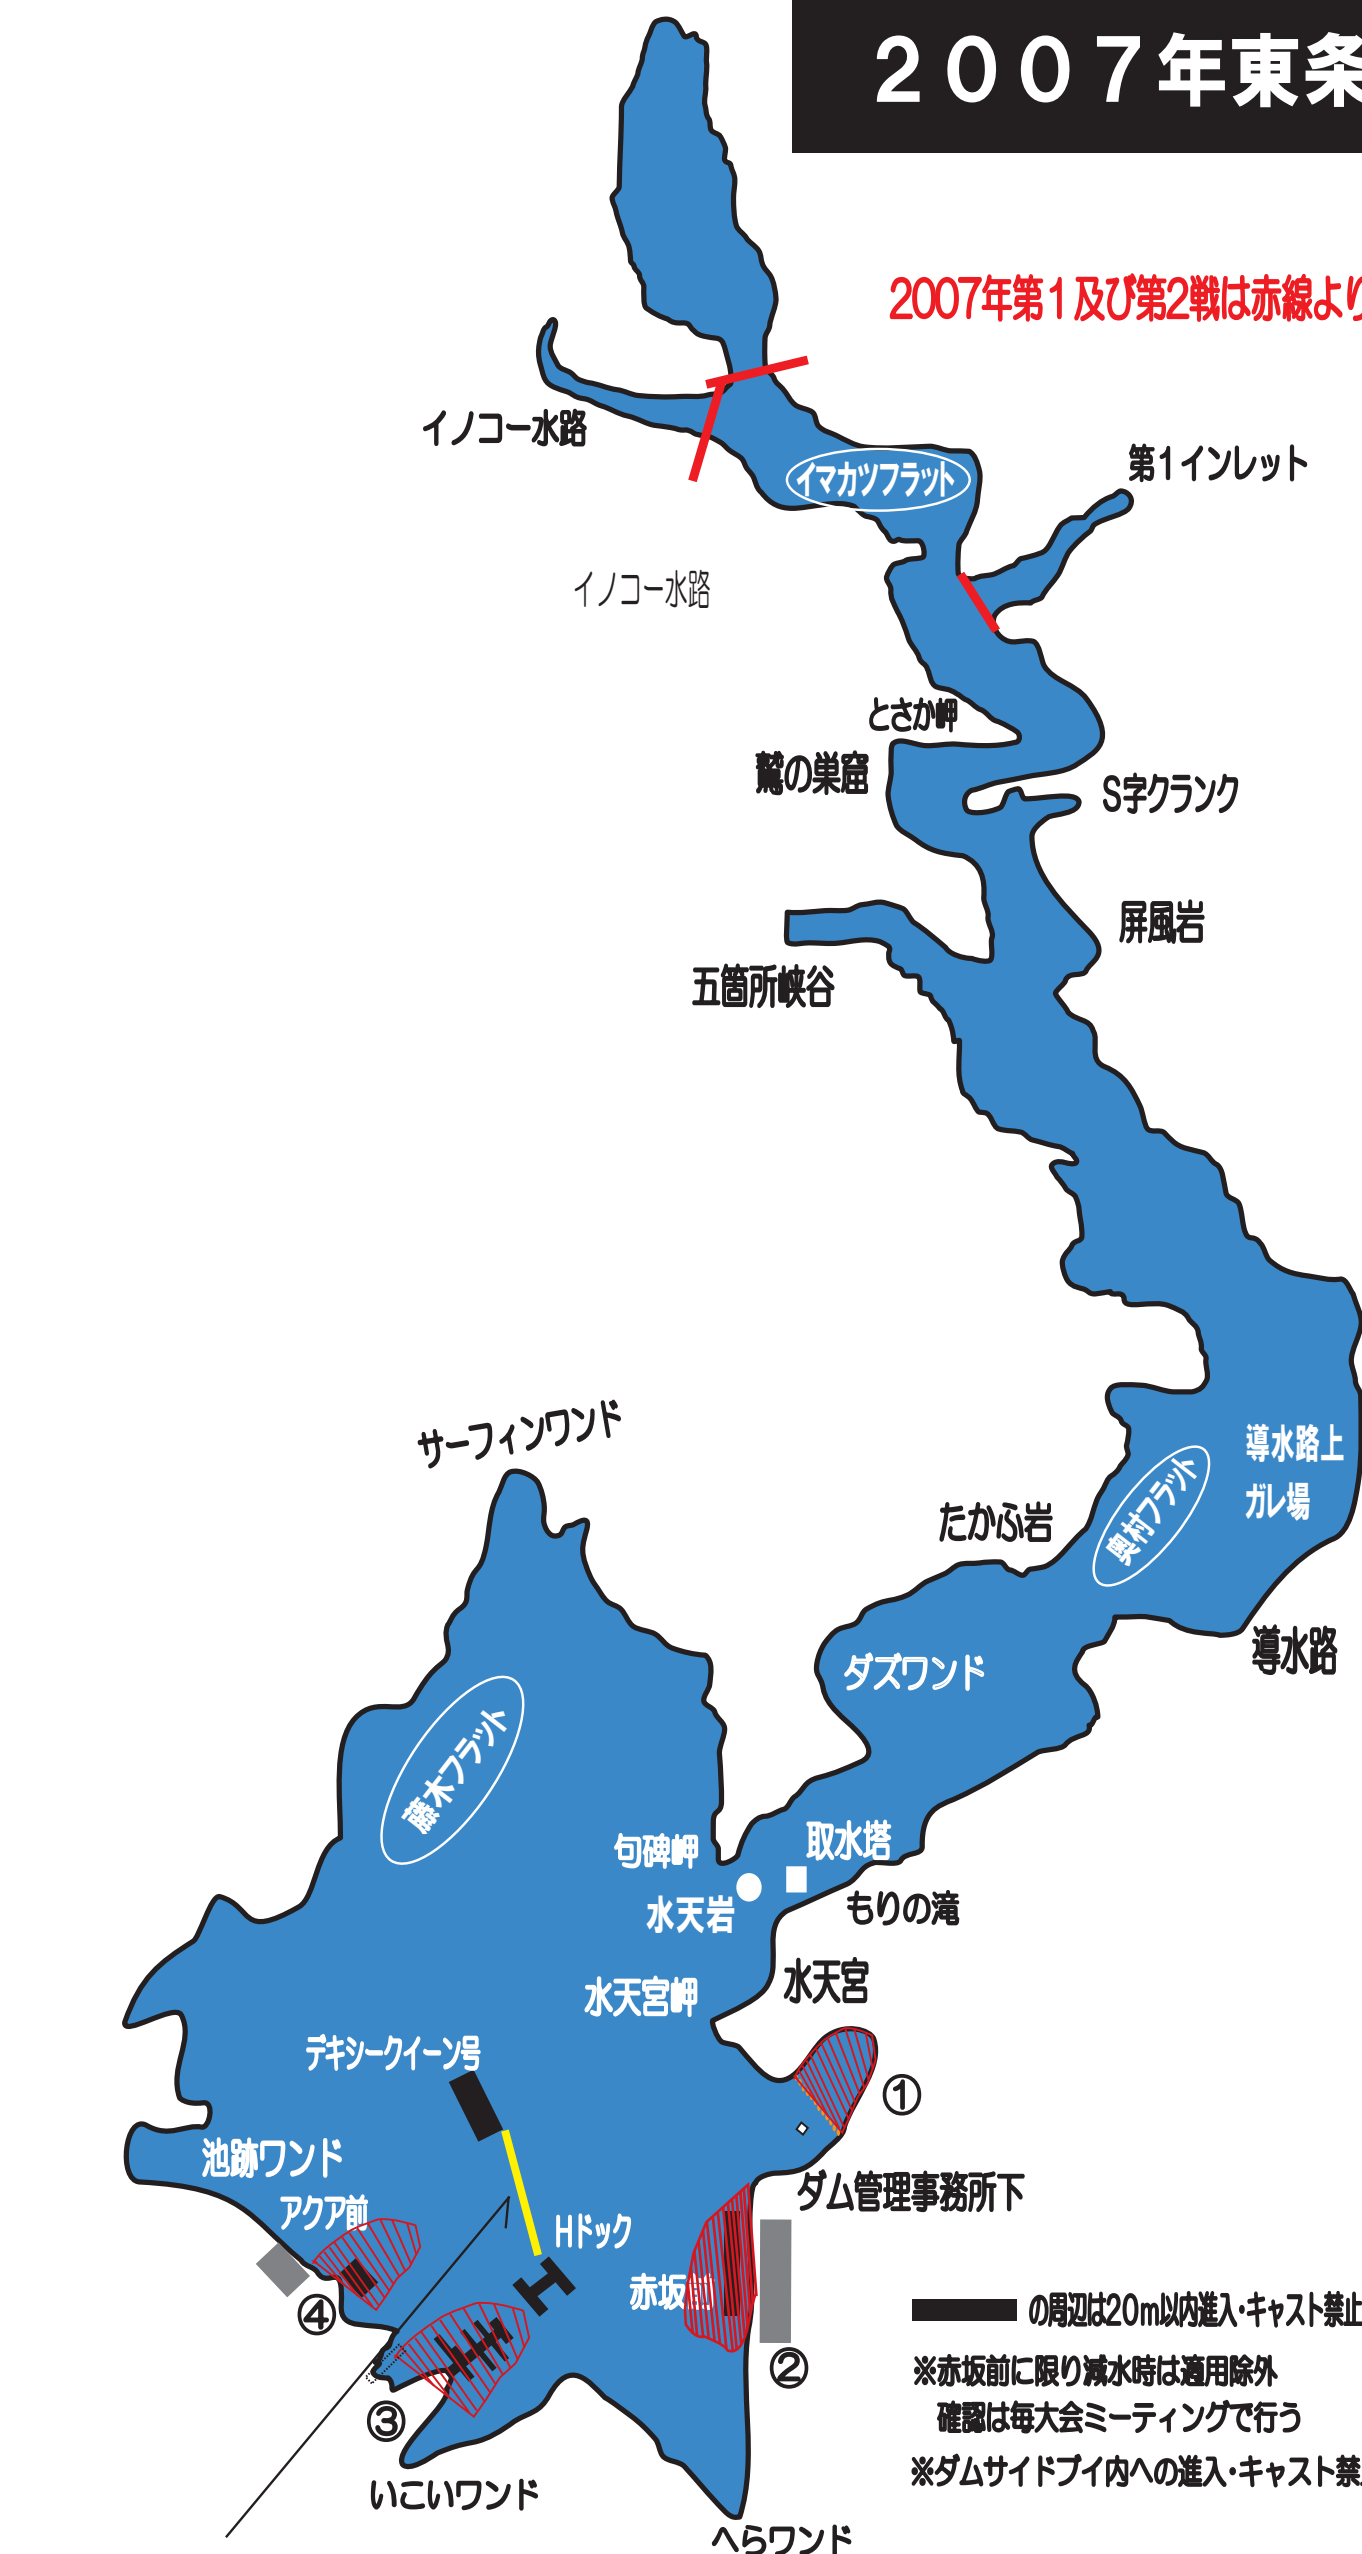 ２００７年東条
2007年第１及び第2戦は赤線より
イノコー水路
イマカツフラット
第１インレット
イノコー水路
とさか岬
鷲の巣窟
Ｓ字クランク
屏風岩
五箇所峡谷
サーフィンワンド
導水路上
ガレ場
奥村フラット
たかふ岩
導水路
ダズワンド
藤木フラット
取水塔
句碑岬
もりの滝
水天岩
水天宮
水天宮岬
デキシークイーン号
①
池跡ワンド
ダム管理事務所下
アクア前
Ｈドック
赤坂前
④
の周辺は20ｍ以内進入・キャスト禁止
②
※赤坂前に限り減水時は適用除外
確認は毎大会ミーティングで行う
③
※ダムサイドブイ内への進入・キャスト禁
いこいワンド
へらワンド